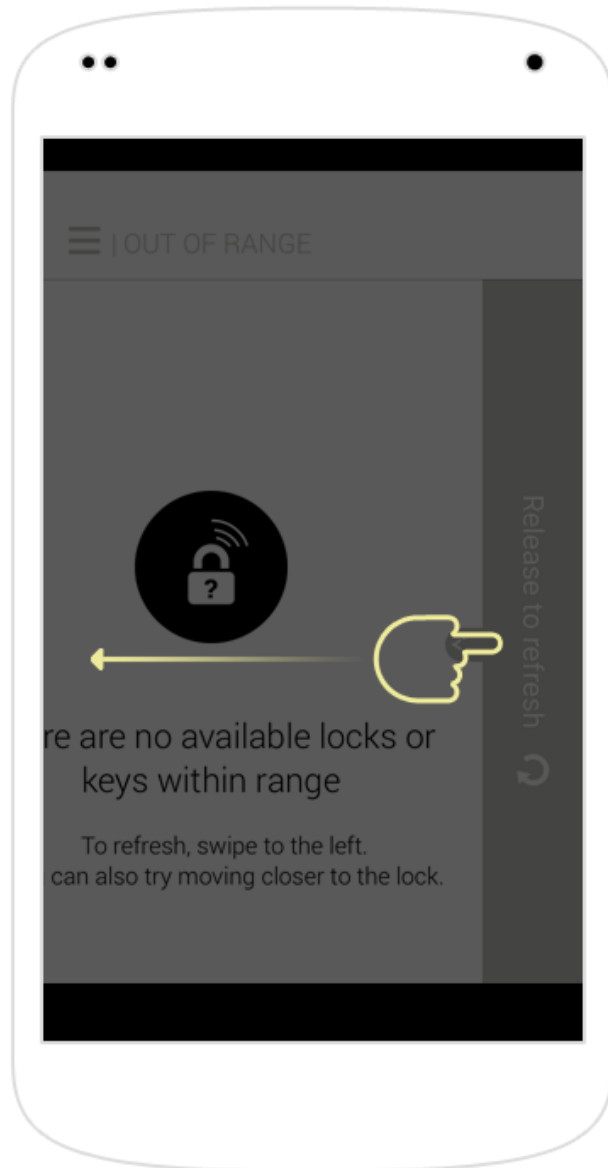 | OUT OF RANGE
?
re are no available locks or
keys within range
To refresh, swipe to the left.
can also try moving closer to the lock.
Release to refresh